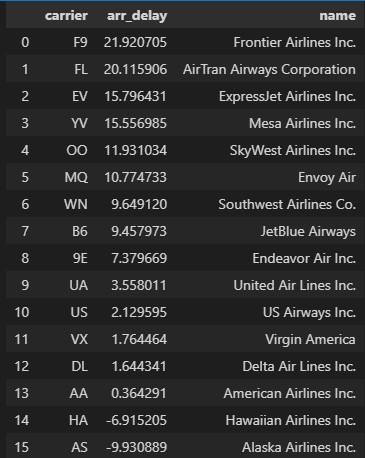 carrier arr_delay name
0 F9 21.920705 Frontier Airlines Inc.
1 FL 20.115906 AirTran Airways Corporation
2 EV 15.796431 ExpressJet Airlines Inc.
3 YV 15.556985 Mesa Airlines Inc.
4 OO 11.931034 SkyWest Airlines Inc.
5 MQ 10.774733 Envoy Air
6 WN 9.649120 Southwest Airlines Co.
7 B6 9.457973 JetBlue Airways
8 9E 7.379669 Endeavor Air Inc.
9 UA 3.558011 United Air Lines Inc.
10 US 2.129595 US Airways Inc.
11 VX 1.764464 Virgin America
12 DL 1.644341 Delta Air Lines Inc.
13 AA 0.364291 American Airlines Inc.
14 HA -6.915205 Hawaiian Airlines Inc.
15 AS -9.930889 Alaska Airlines Inc.